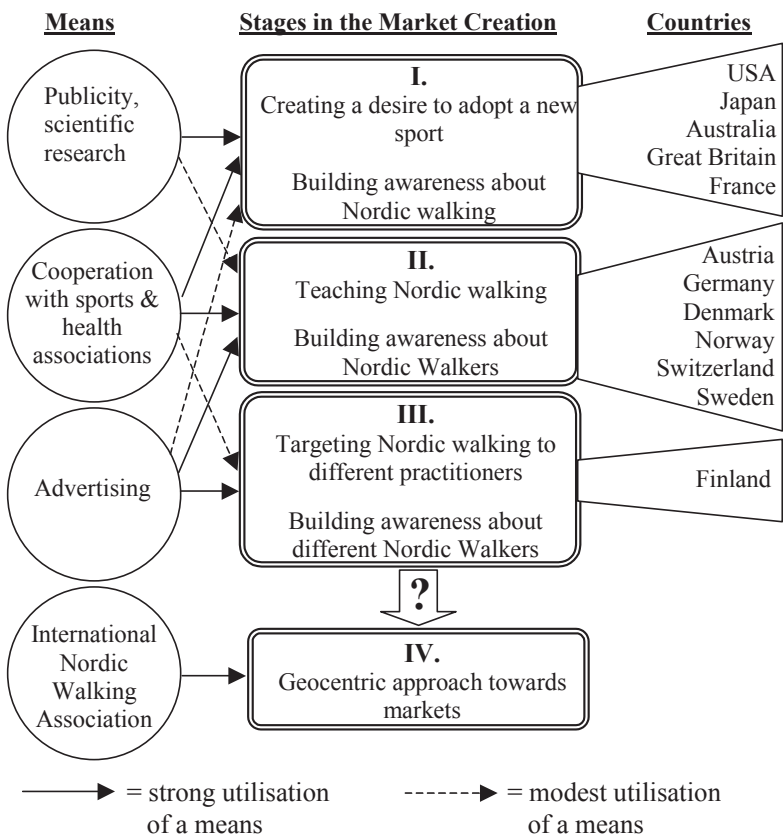 Means
Stages in the Market Creation
Countries
Publicity,
scientific
research
Cooperation
with sports &
health
associations
Advertising
International
Nordic
Walking
Association
I.
Creating a desire to adopt a new
sport
Building awareness about
Nordic walking
II.
Teaching Nordic walking
Building awareness about
Nordic Walkers
III.
Targeting Nordic walking to
different practitioners
Building awareness about
different Nordic Walkers
?
IV.
Geocentric approach towards
markets
USA
Japan
Australia
Great Britain
France
Austria
Germany
Denmark
Norway
Switzerland
Sweden
Finland
= strong utilisation
of a means
= modest utilisation
of a means